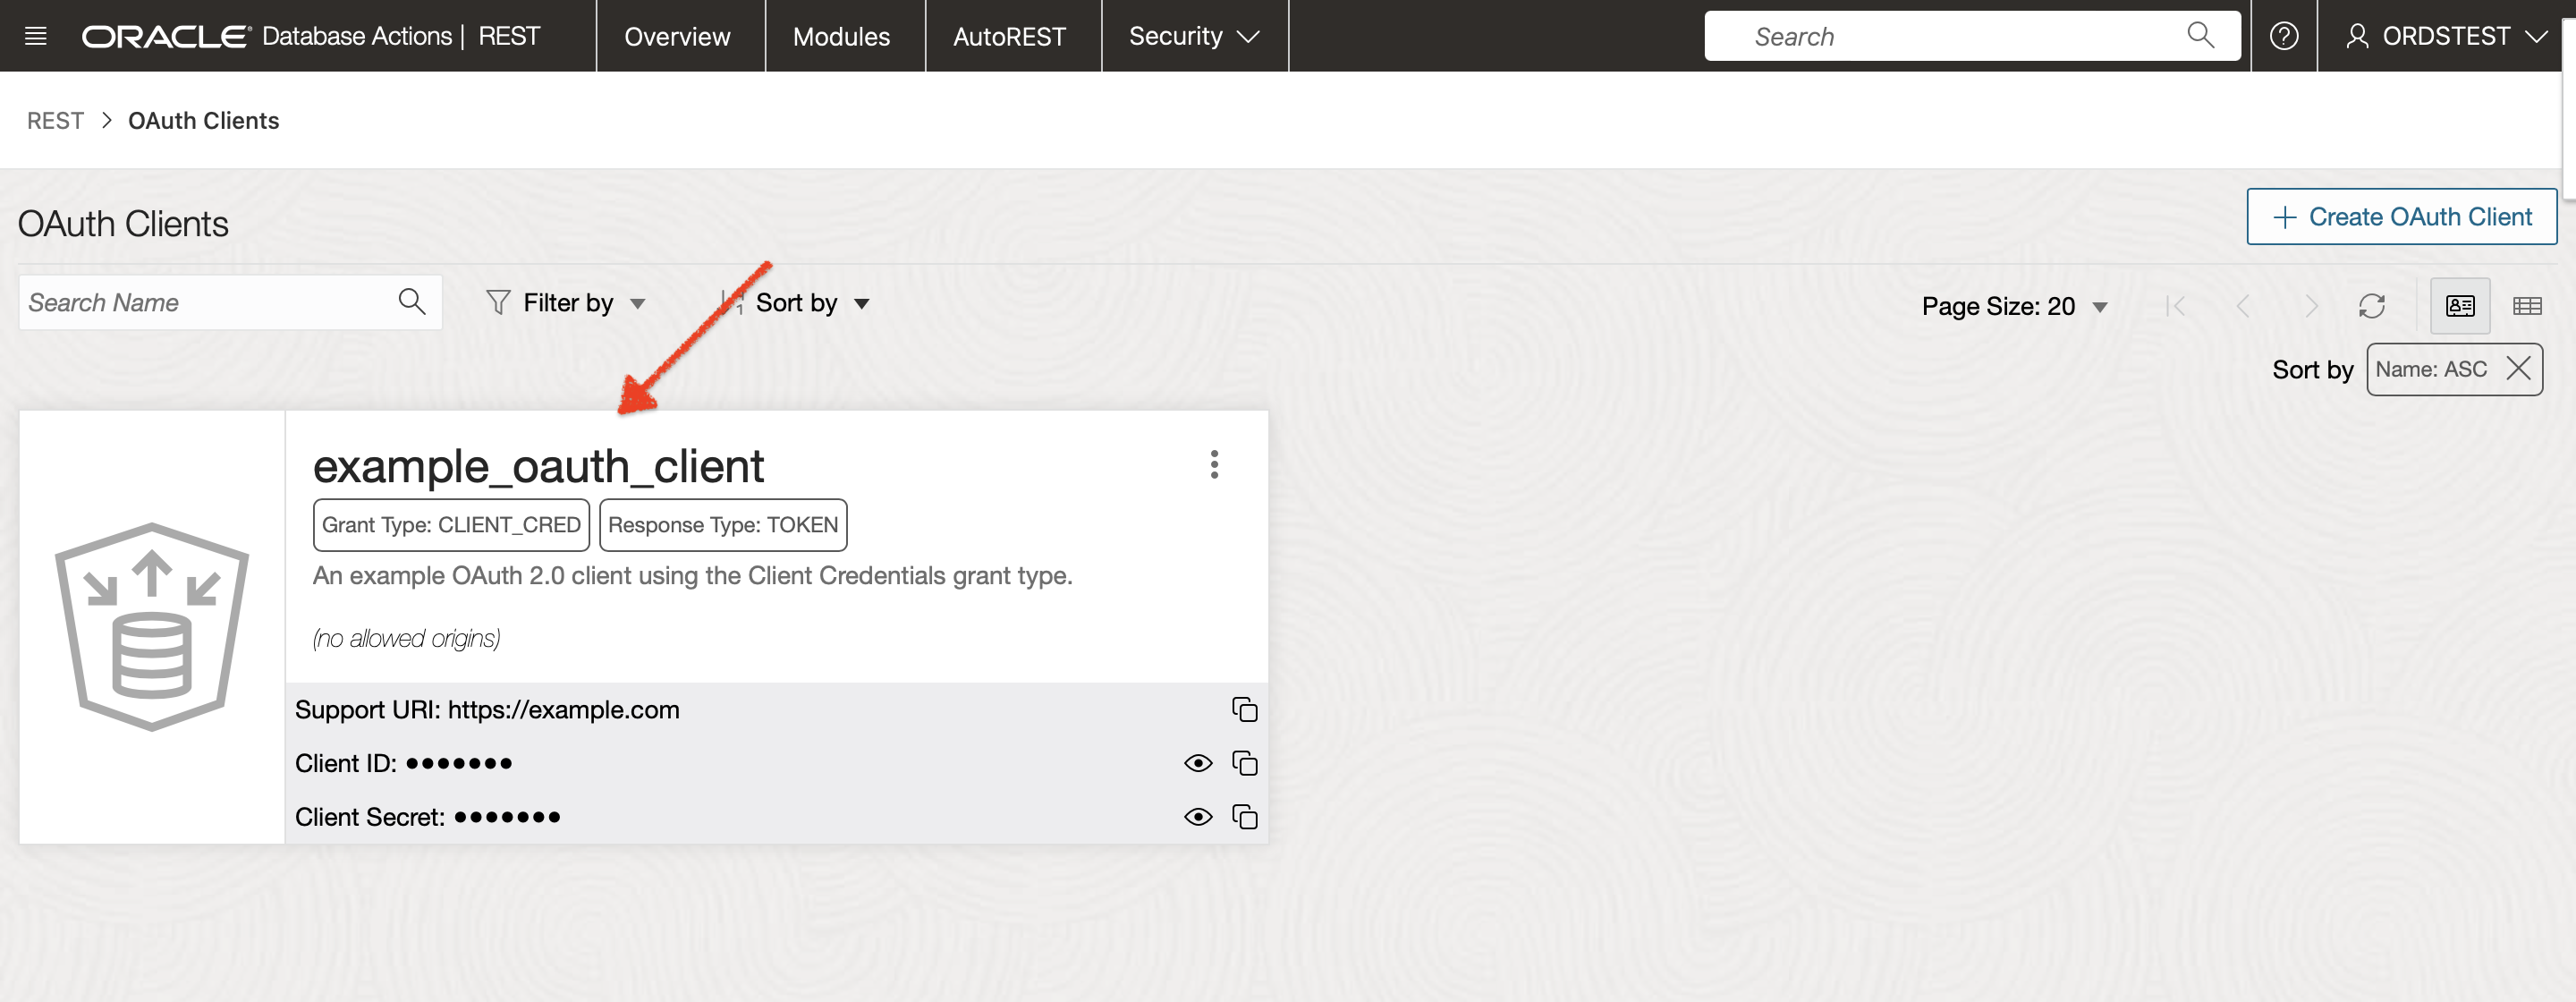 ORACLE Database Actions | REST Overview Modules AutoREST Security Search ORDSTEST
REST > OAuth Clients
OAuth Clients
+ Create OAuth Client
Search Name Filter by Sort by Page Size: 20
Sort by Name: ASC
example_oauth_client
Grant Type: CLIENT_CRED Response Type: TOKEN
An example OAuth 2.0 client using the Client Credentials grant type.
(no allowed origins)
Support URI: https://example.com
Client ID: •••••••
Client Secret: •••••••